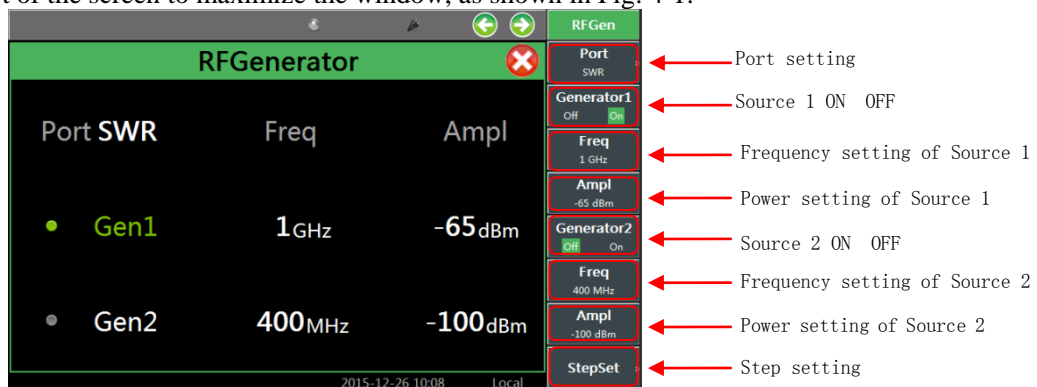 of the screen to maximize the window, as shown in Fig. 4-1.
RFGen
RFGenerator
Port SWR Freq Ampl
Gen1 1GHz -65dBm
Gen2 400MHz -100dBm
2015-12-26 10:08 Local
Port
SWR
Generator1
Off On
Freq
1 GHz
Ampl
-65 dBm
Generator2
Off On
Freq
400 MHz
Ampl
-100 dBm
StepSet
Port setting
Source 1 ON OFF
Frequency setting of Source 1
Power setting of Source 1
Source 2 ON OFF
Frequency setting of Source 2
Power setting of Source 2
Step setting